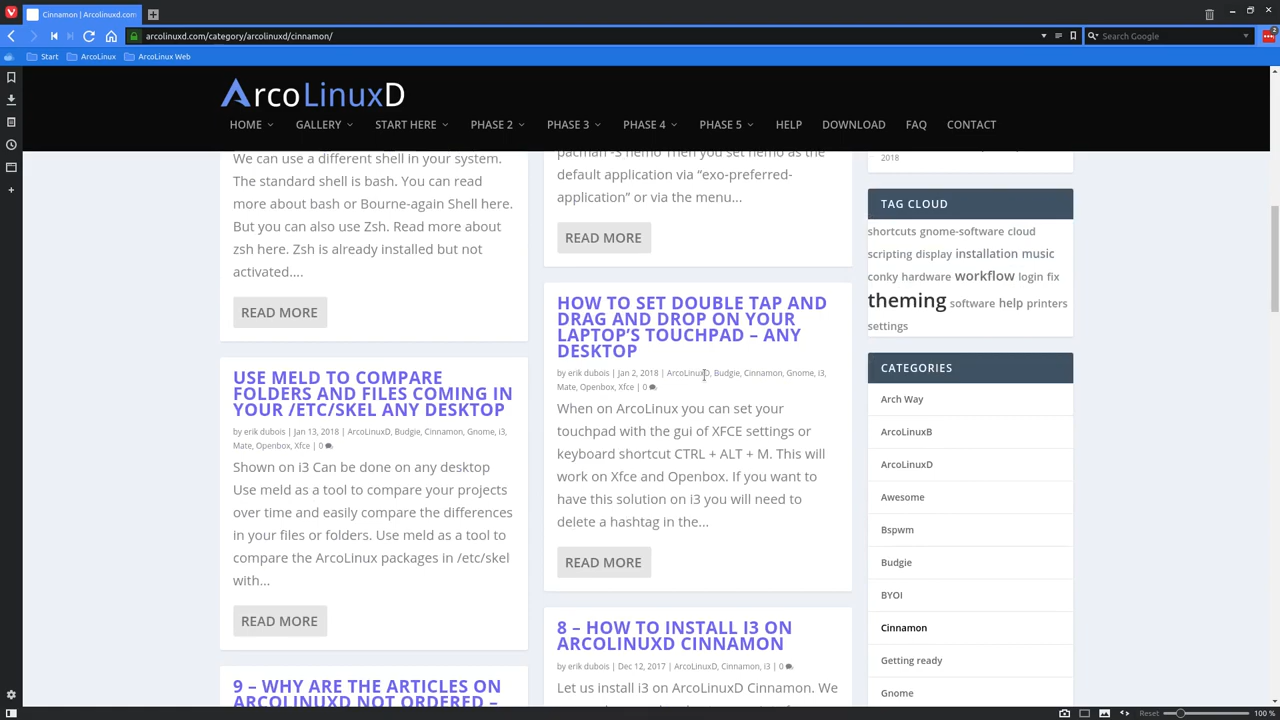 Cinnamon | Arcolinuxd.com
arcolinuxd.com/category/arcolinuxd/cinnamon/
Search Google
2
Start
ArcoLinux
ArcoLinux Web
ArcoLinuxD
HOME
GALLERY
START HERE
PHASE 2
PHASE 3
PHASE 4
PHASE 5
HELP
DOWNLOAD
FAQ
CONTACT
We can use a different shell in your system.
The standard shell is bash. You can read
more about bash or Bourne-again Shell here.
But you can also use Zsh. Read more about
zsh here. Zsh is already installed but not
activated....
READ MORE
USE MELD TO COMPARE
FOLDERS AND FILES COMING IN
YOUR /ETC/SKEL ANY DESKTOP
by erik dubois | Jan 13, 2018 | ArcoLinuxD, Budgie, Cinnamon, Gnome, i3,
Mate, Openbox, Xfce | 0
Shown on i3 Can be done on any desktop
Use meld as a tool to compare your projects
over time and easily compare the differences
in your files or folders. Use meld as a tool to
compare the ArcoLinux packages in /etc/skel
with...
READ MORE
9 – WHY ARE THE ARTICLES ON
ARCOLINUXD NOT ORDERED –
pacman -S nemo Then you set nemo as the
default application via “exo-preferred-
application” or via the menu...
READ MORE
HOW TO SET DOUBLE TAP AND
DRAG AND DROP ON YOUR
LAPTOP’S TOUCHPAD – ANY
DESKTOP
by erik dubois | Jan 2, 2018 | ArcoLinuxD, Budgie, Cinnamon, Gnome, i3,
Mate, Openbox, Xfce | 0
When on ArcoLinux you can set your
touchpad with the gui of XFCE settings or
keyboard shortcut CTRL + ALT + M. This will
work on Xfce and Openbox. If you want to
have this solution on i3 you will need to
delete a hashtag in the...
READ MORE
8 – HOW TO INSTALL I3 ON
ARCOLINUXD CINNAMON
by erik dubois | Dec 12, 2017 | ArcoLinuxD, Cinnamon, i3 | 0
Let us install i3 on ArcoLinuxD Cinnamon. We
2018
TAG CLOUD
shortcuts gnome-software cloud
scripting display installation music
conky hardware workflow login fix
theming software help printers
settings
CATEGORIES
Arch Way
ArcoLinuxB
ArcoLinuxD
Awesome
Bspwm
Budgie
BYOI
Cinnamon
Getting ready
Gnome
Reset
100 %